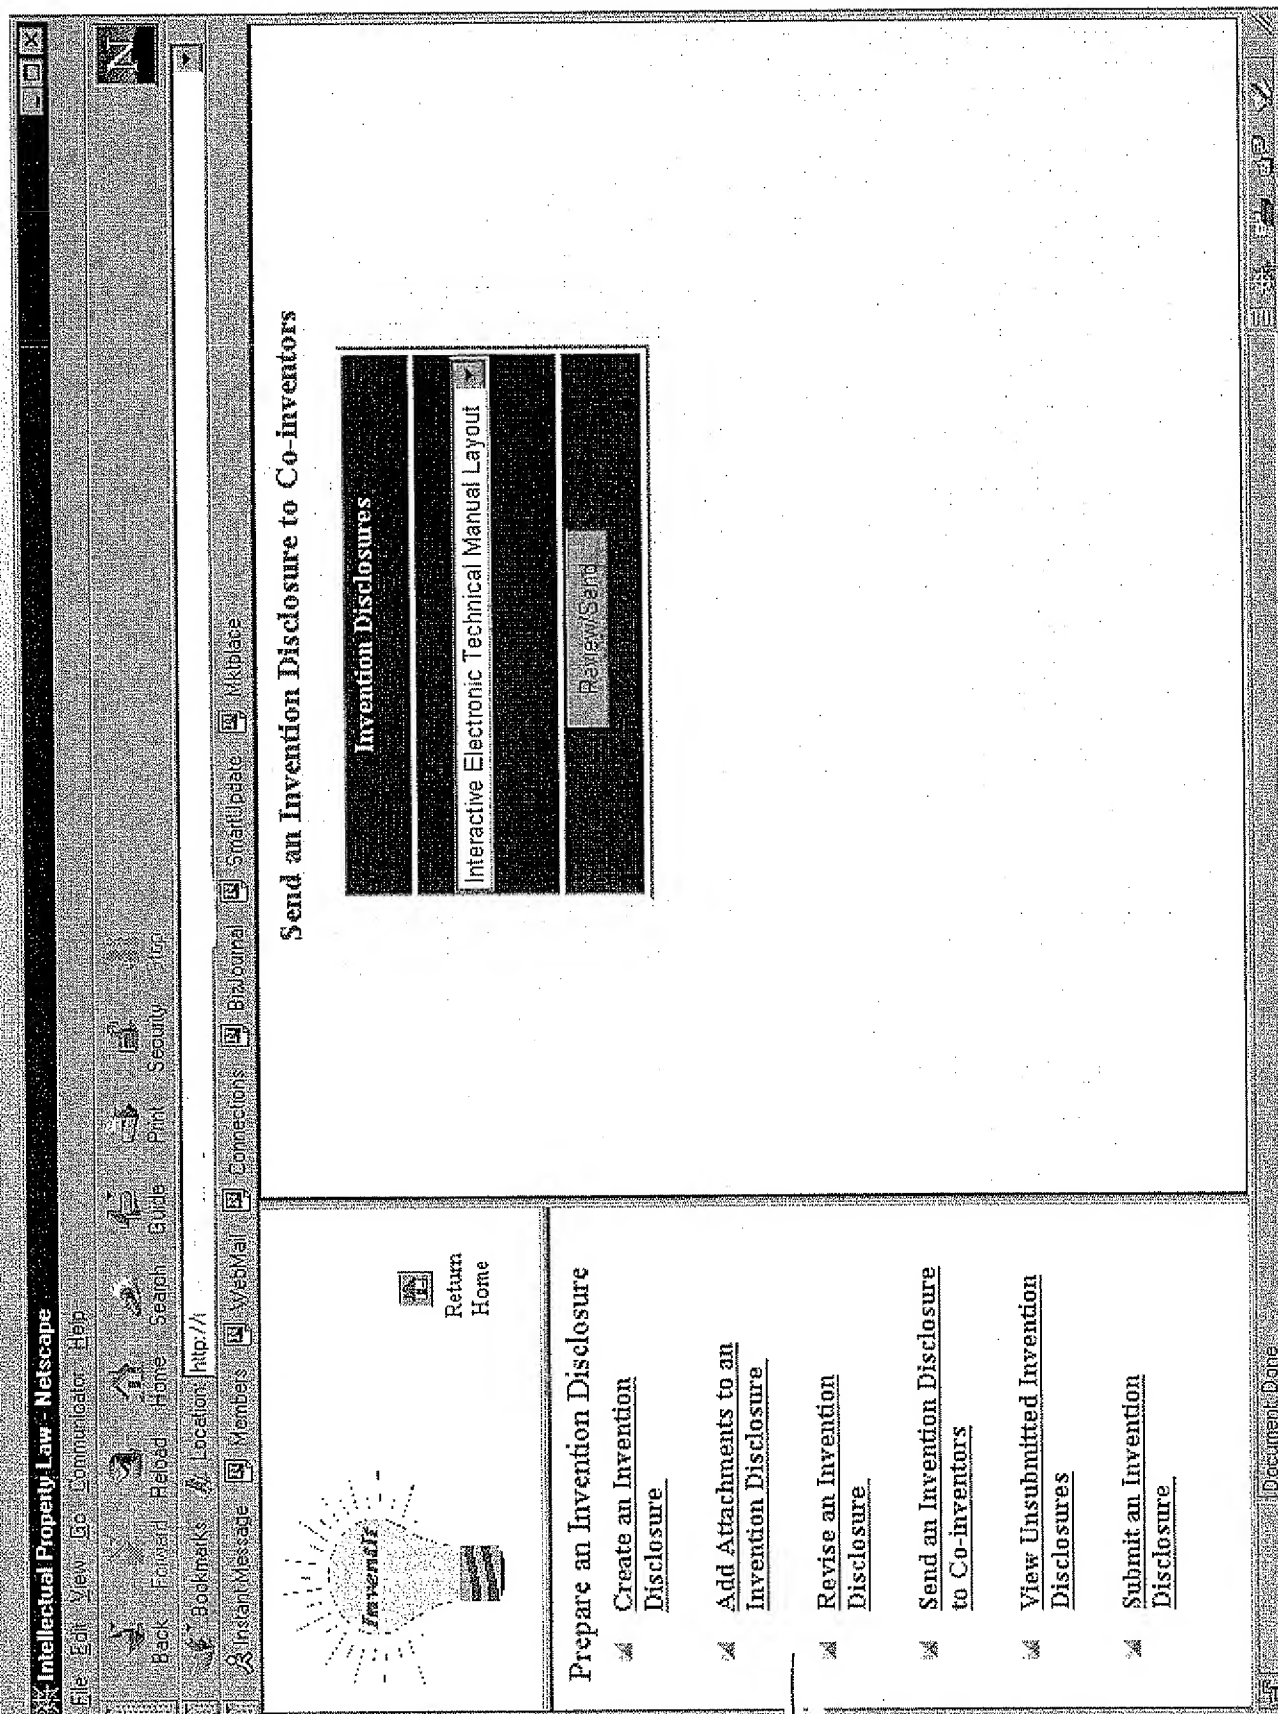 Intellectual Property Law - Netscape
File Edit View Go Communicator Help
Back Forward Reload Home Search Guide Print Security Stop
Bookmarks Location: http://
Instant Message Members WebMail Connections BizJournal SmartUpdate Mktplace
Return
Home
Prepare an Invention Disclosure
Create an Invention
Disclosure
Add Attachments to an
Invention Disclosure
Revise an Invention
Disclosure
Send an Invention Disclosure
to Co-inventors
View Unsubmitted Invention
Disclosures
Submit an Invention
Disclosure
Send an Invention Disclosure to Co-inventors
Invention Disclosures
Interactive Electronic Technical Manual Layout
Review/Send
Document: Done